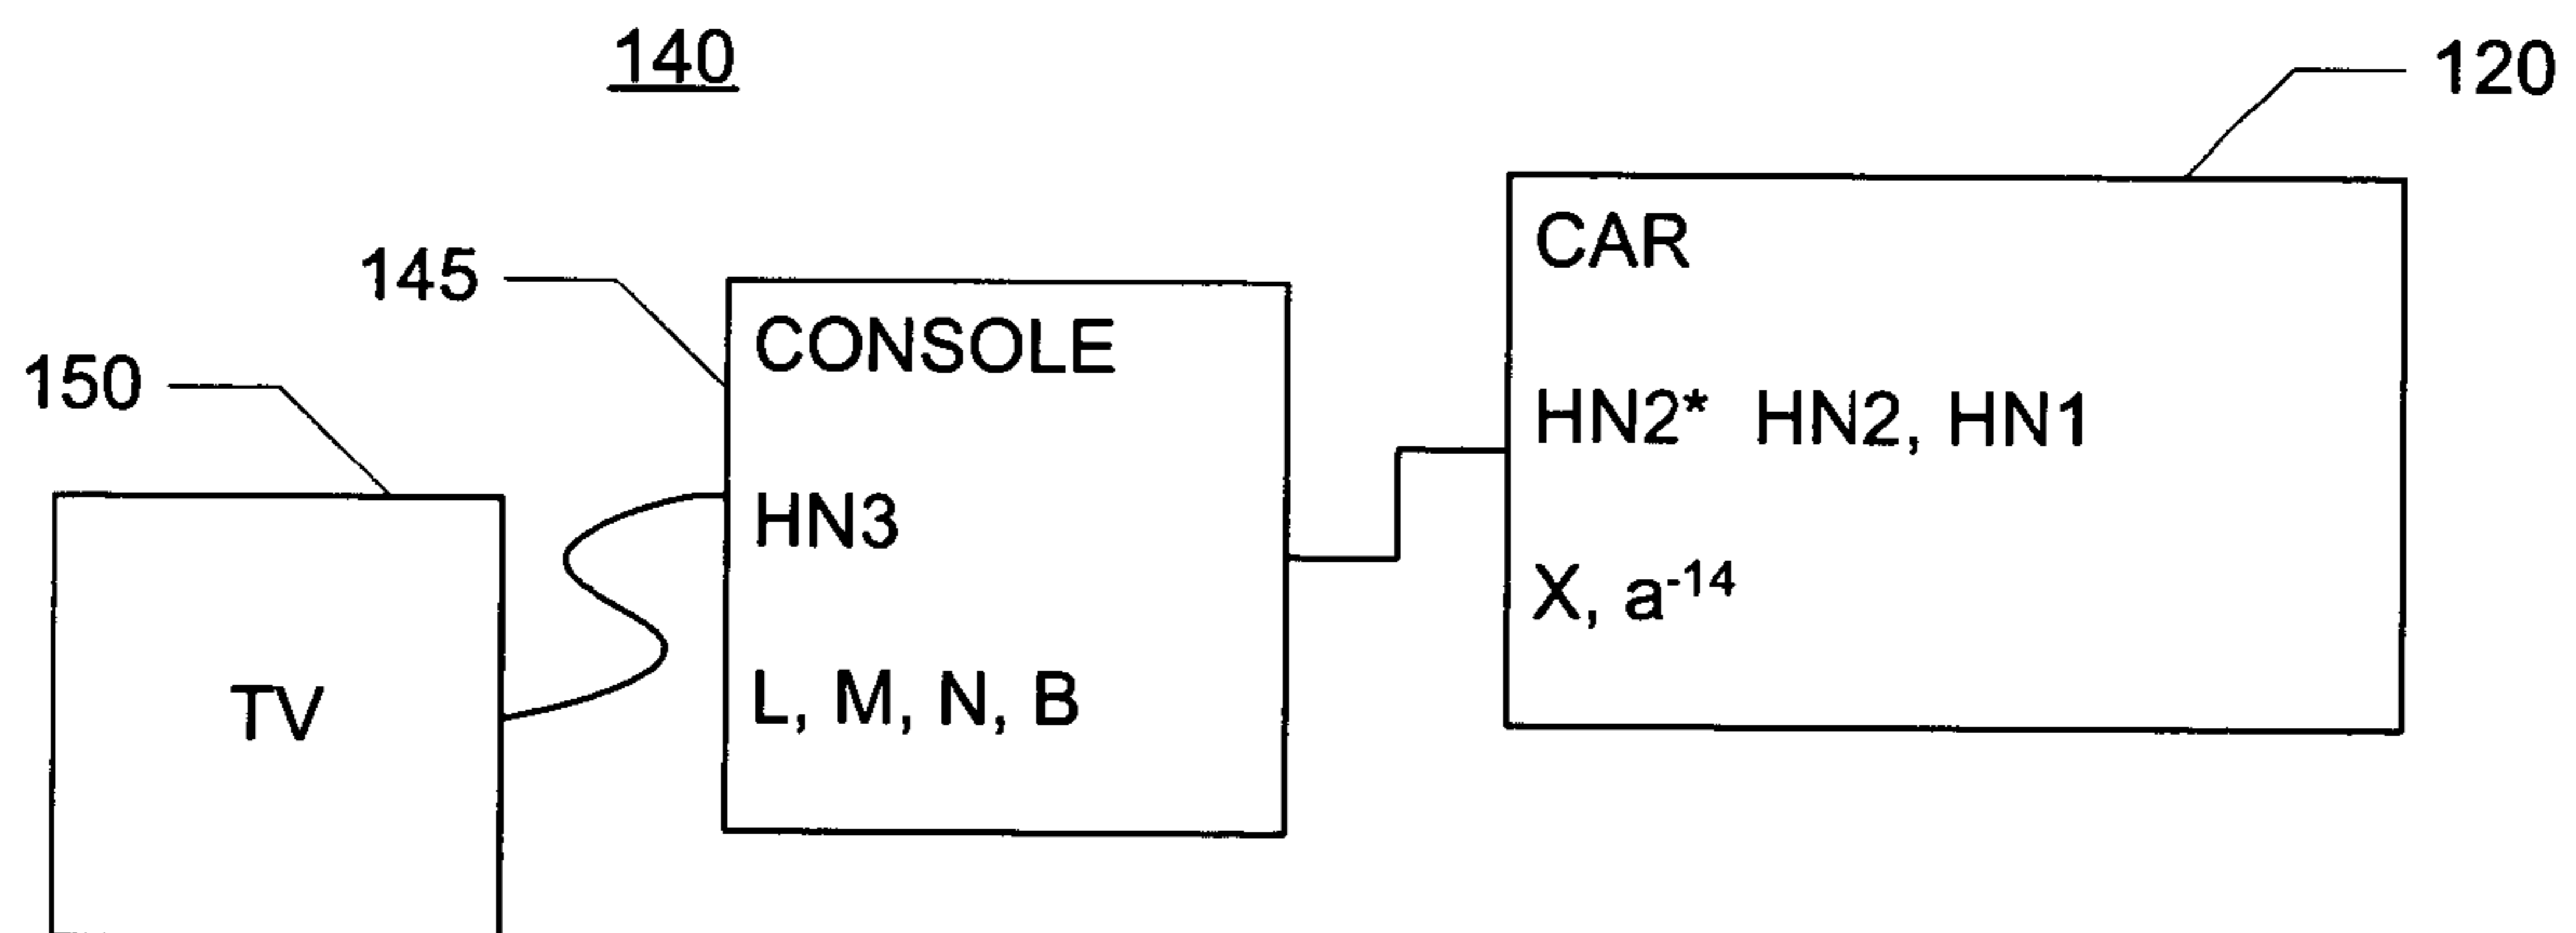 140
120
145
150
CAR
HN2* HN2, HN1
X, a⁻¹⁴
CONSOLE
HN3
L, M, N, B
TV